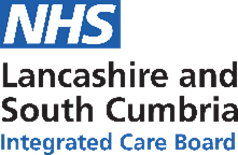 NHS
Lancashire and
South Cumbria
Integrated Care Board